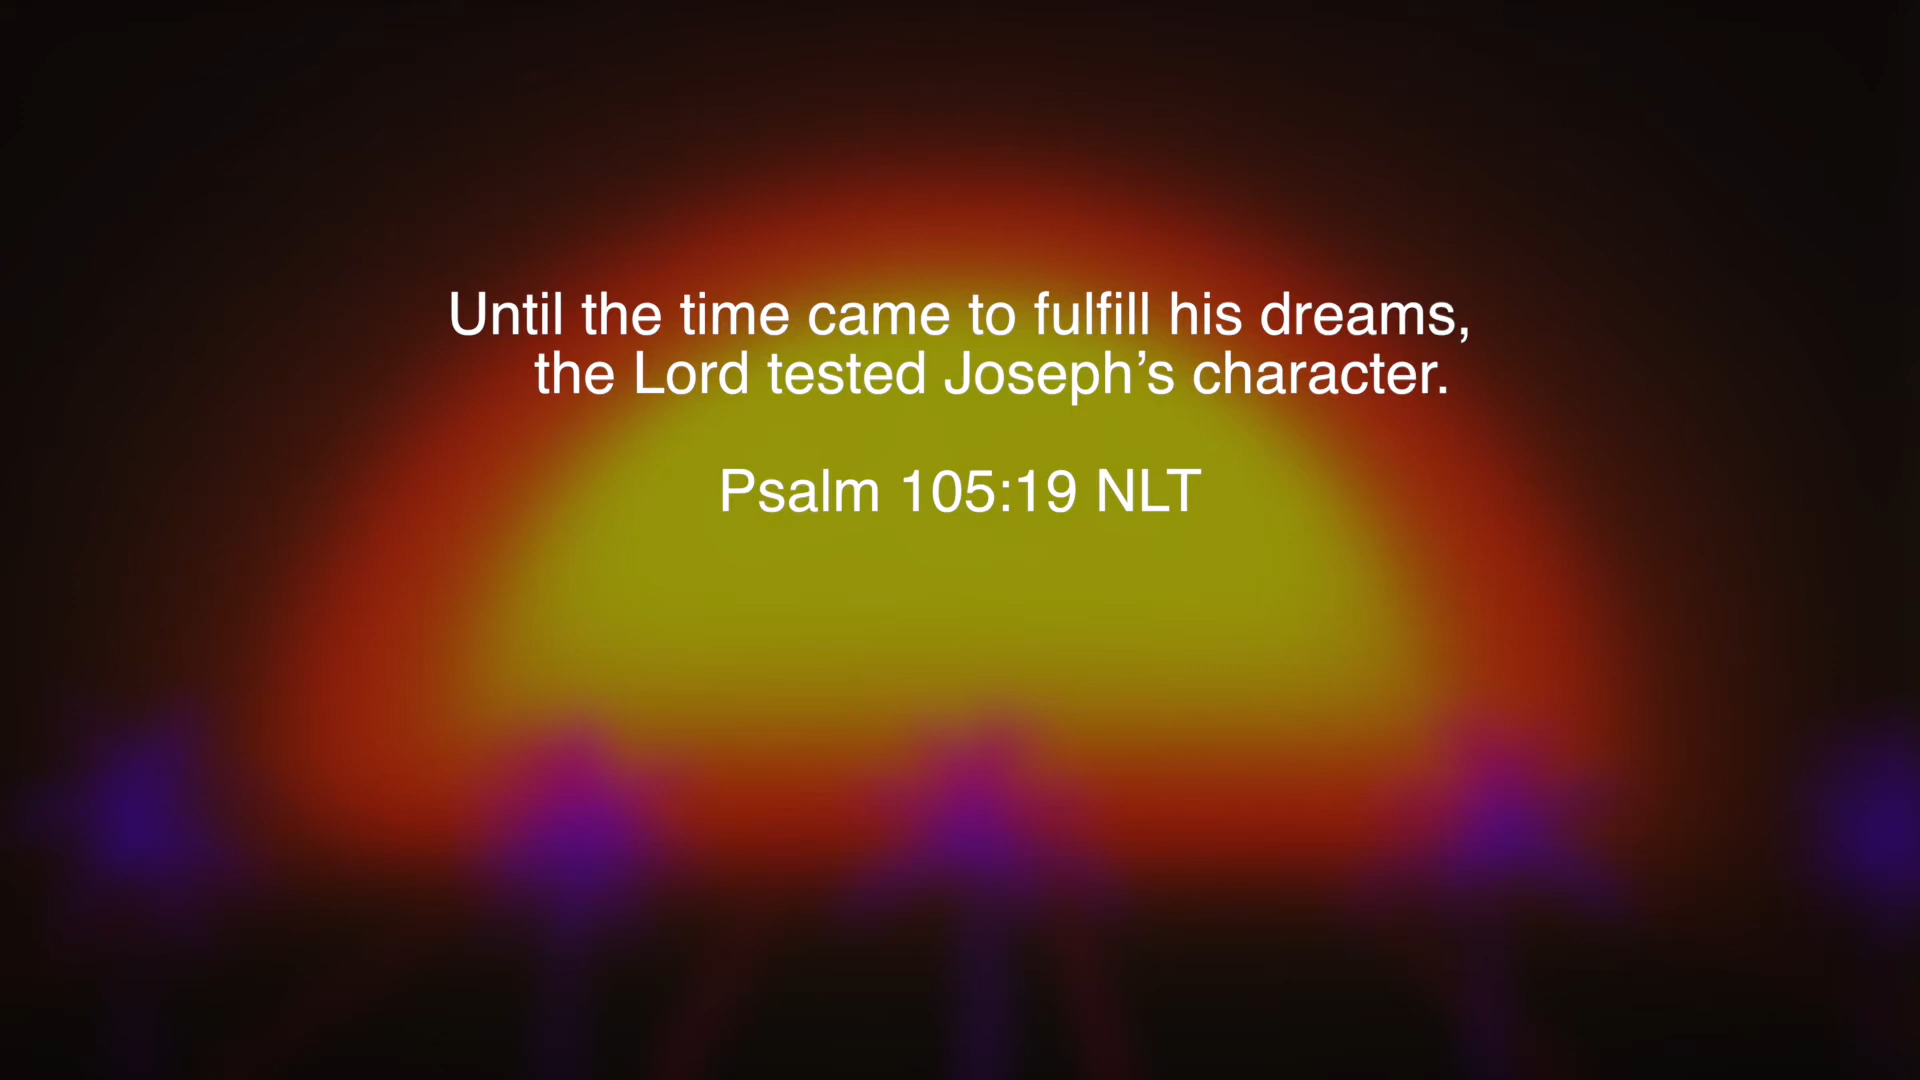 Until the time came to fulfill his dreams,
the Lord tested Joseph’s character.
Psalm 105:19 NLT